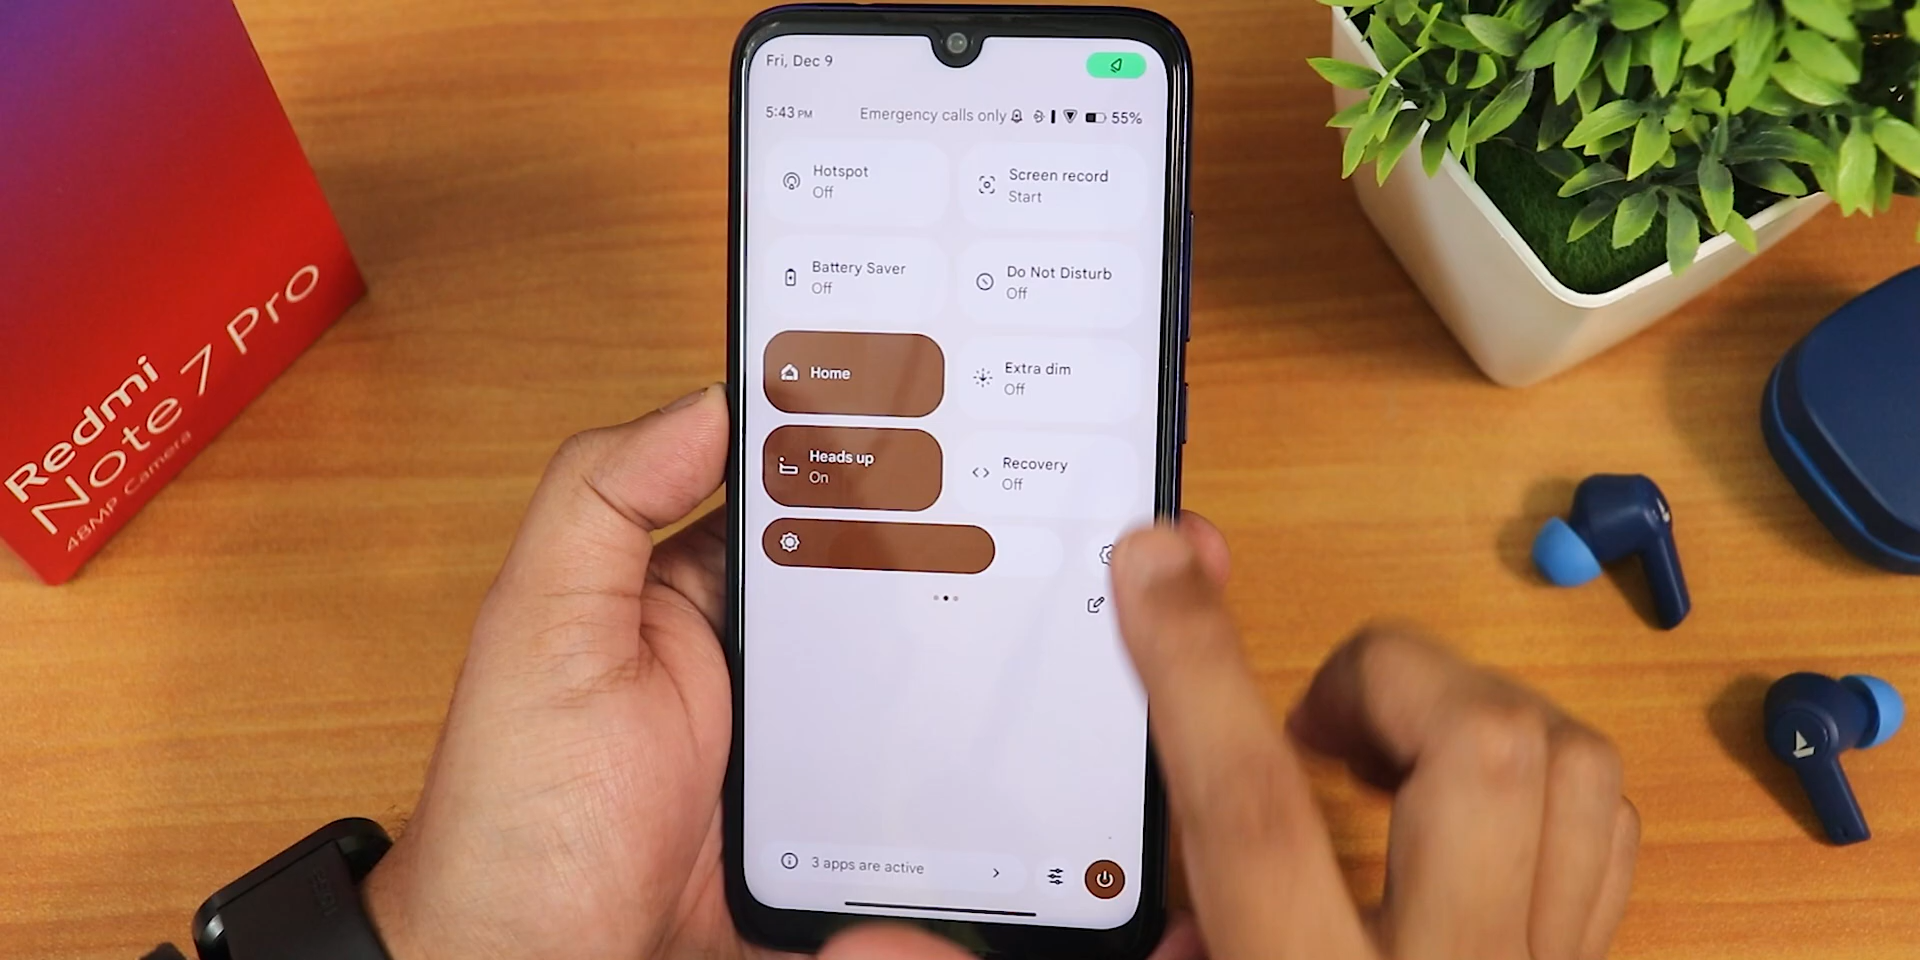 Redmi
Note 7 Pro
48MP Camera
Fri, Dec 9
5:43 PM
Emergency calls only
55%
Hotspot
Off
Screen record
Start
Battery Saver
Off
Do Not Disturb
Off
Home
Extra dim
Off
Heads up
On
Recovery
Off
3 apps are active